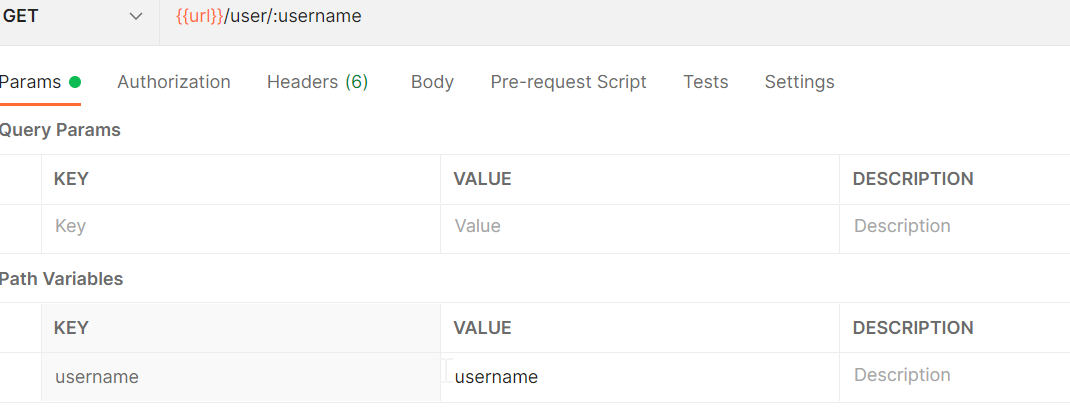 GET {{url}}/user/:username
Params Authorization Headers (6) Body Pre-request Script Tests Settings
Query Params
KEY VALUE DESCRIPTION
Key Value Description
Path Variables
KEY VALUE DESCRIPTION
username username Description